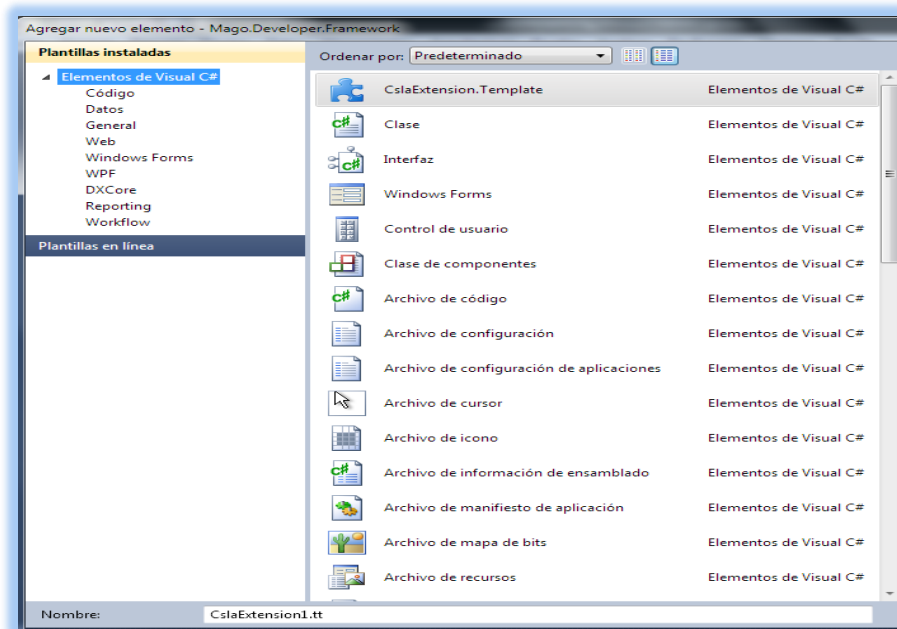 Agregar nuevo elemento - Mago.Developer.Framework
Plantillas instaladas
Elementos de Visual C#
Código
Datos
General
Web
Windows Forms
WPF
DXCore
Reporting
Workflow
Plantillas en línea
Ordenar por: Predeterminado
CslaExtension.Template Elementos de Visual C#
Clase Elementos de Visual C#
Interfaz Elementos de Visual C#
Windows Forms Elementos de Visual C#
Control de usuario Elementos de Visual C#
Clase de componentes Elementos de Visual C#
Archivo de código Elementos de Visual C#
Archivo de configuración Elementos de Visual C#
Archivo de configuración de aplicaciones Elementos de Visual C#
Archivo de cursor Elementos de Visual C#
Archivo de icono Elementos de Visual C#
Archivo de información de ensamblado Elementos de Visual C#
Archivo de manifiesto de aplicación Elementos de Visual C#
Archivo de mapa de bits Elementos de Visual C#
Archivo de recursos Elementos de Visual C#
Nombre: CslaExtension1.tt